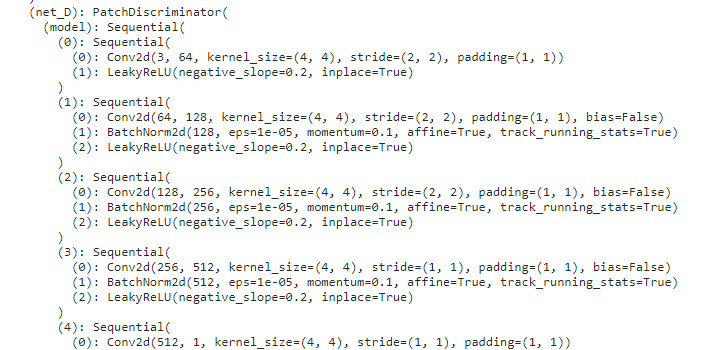 (net_D): PatchDiscriminator(
(model): Sequential(
(0): Sequential(
(0): Conv2d(3, 64, kernel_size=(4, 4), stride=(2, 2), padding=(1, 1))
(1): LeakyReLU(negative_slope=0.2, inplace=True)
)
(1): Sequential(
(0): Conv2d(64, 128, kernel_size=(4, 4), stride=(2, 2), padding=(1, 1), bias=False)
(1): BatchNorm2d(128, eps=1e-05, momentum=0.1, affine=True, track_running_stats=True)
(2): LeakyReLU(negative_slope=0.2, inplace=True)
)
(2): Sequential(
(0): Conv2d(128, 256, kernel_size=(4, 4), stride=(2, 2), padding=(1, 1), bias=False)
(1): BatchNorm2d(256, eps=1e-05, momentum=0.1, affine=True, track_running_stats=True)
(2): LeakyReLU(negative_slope=0.2, inplace=True)
)
(3): Sequential(
(0): Conv2d(256, 512, kernel_size=(4, 4), stride=(1, 1), padding=(1, 1), bias=False)
(1): BatchNorm2d(512, eps=1e-05, momentum=0.1, affine=True, track_running_stats=True)
(2): LeakyReLU(negative_slope=0.2, inplace=True)
)
(4): Sequential(
(0): Conv2d(512, 1, kernel_size=(4, 4), stride=(1, 1), padding=(1, 1))